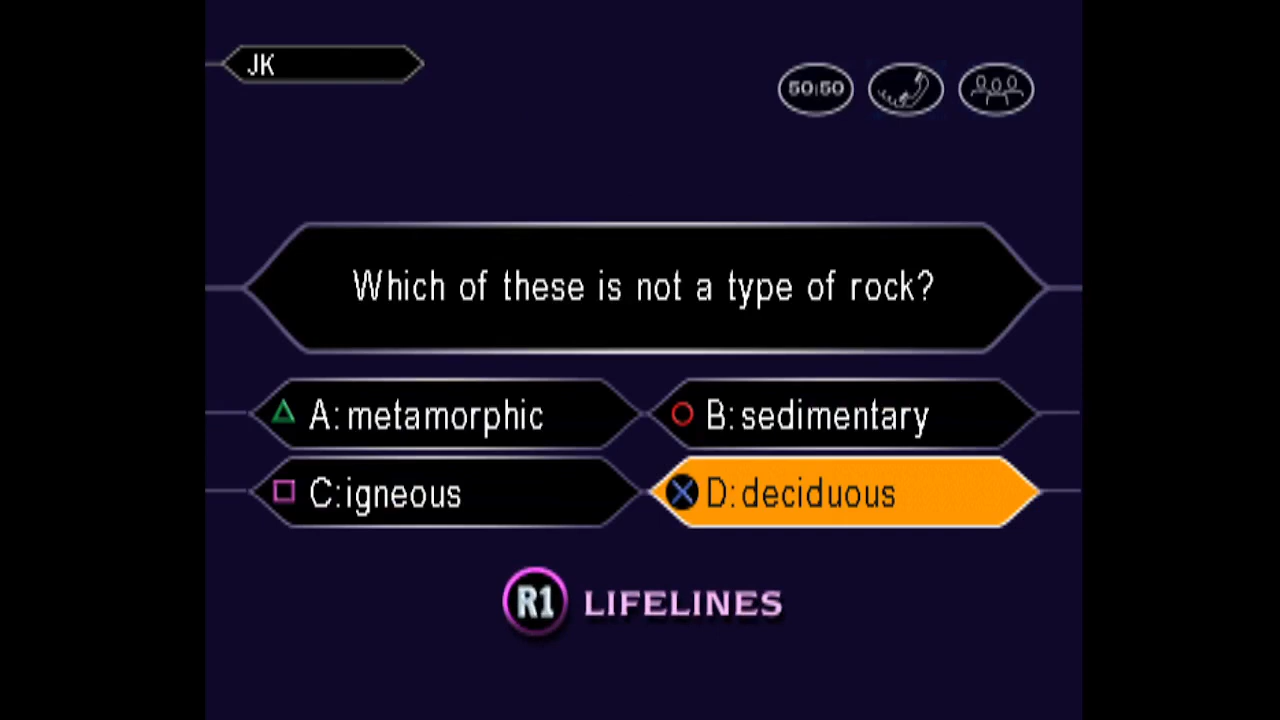 JK
50:50
Which of these is not a type of rock?
A: metamorphic
B: sedimentary
C: igneous
D: deciduous
R1 LIFELINES